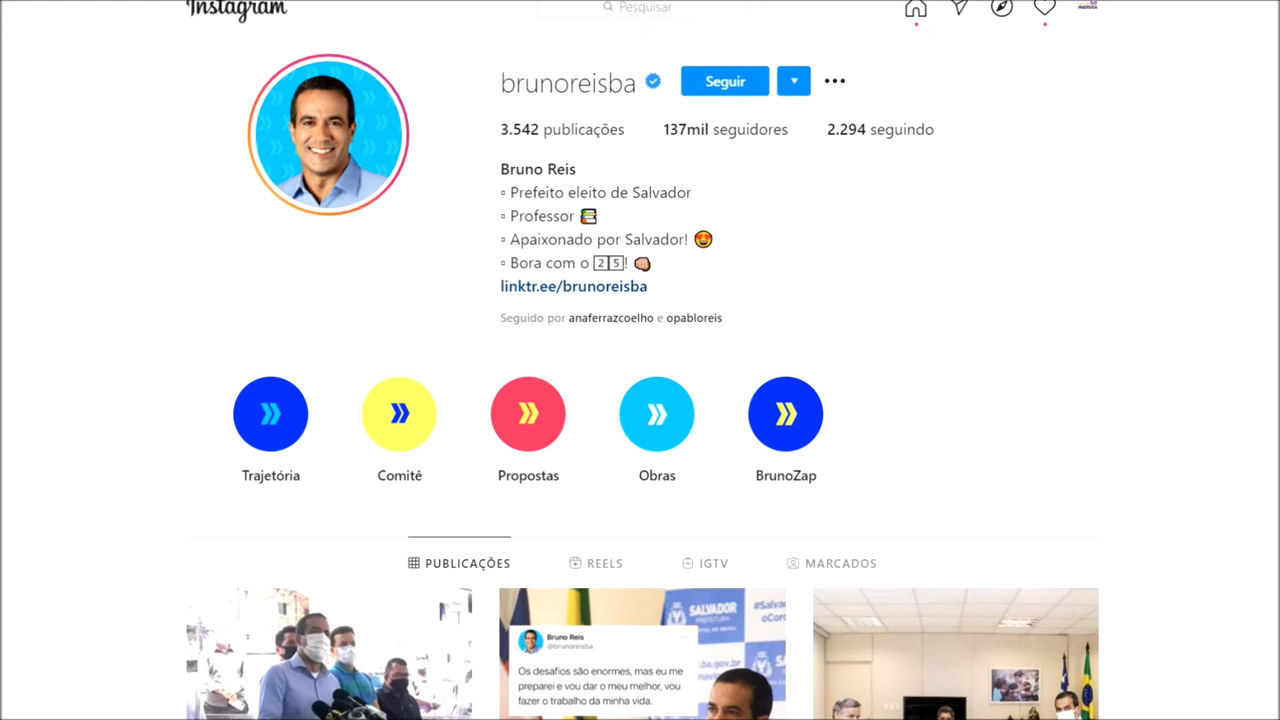 Instagram
Pesquisar
brunoreisba
Seguir
3.542 publicações 137mil seguidores 2.294 seguindo
Bruno Reis
▫ Prefeito eleito de Salvador
▫ Professor 📚
▫ Apaixonado por Salvador! 😍
▫ Bora com o 2️⃣5️⃣! 👊
linktr.ee/brunoreisba
Seguido por anaferrazcoelho e opabloreis
Trajetória Comitê Propostas Obras BrunoZap
PUBLICAÇÕES REELS IGTV MARCADOS
SALVADOR
PREFEITURA
Bruno Reis
@brunoreisba
Os desafios são enormes, mas eu me
preparei e vou dar o meu melhor, vou
fazer o trabalho da minha vida.